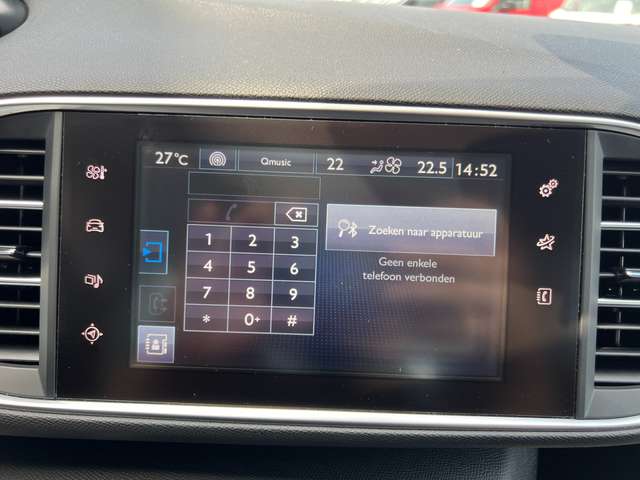 27°C Qmusic 22 22.5 14:52
Zoeken naar apparatuur
Geen enkele
telefoon verbonden
1 2 3
4 5 6
7 8 9
* 0+ #